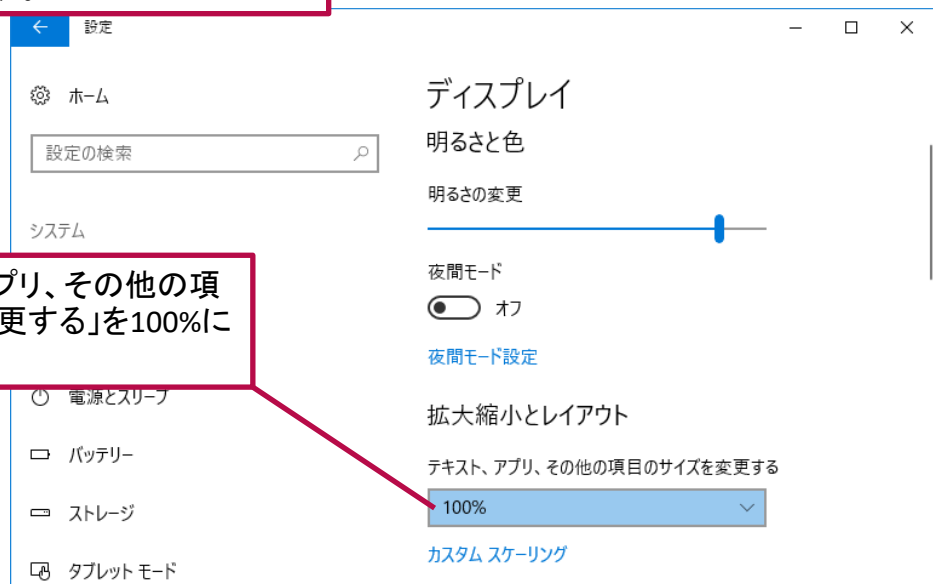 設定
ホーム
設定の検索
システム
プリ、その他の項
更する」を100%に
電源とスリープ
バッテリー
ストレージ
タブレット モード
ディスプレイ
明るさと色
明るさの変更
夜間モード
オフ
夜間モード設定
拡大縮小とレイアウト
テキスト、アプリ、その他の項目のサイズを変更する
100%
カスタム スケーリング